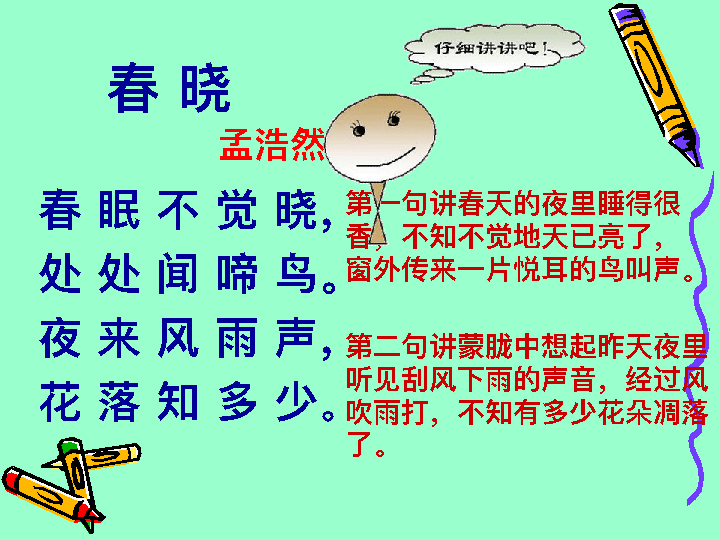 仔细讲讲吧!
春 晓
孟浩然
春 眠 不 觉 晓，
处 处 闻 啼 鸟。
夜 来 风 雨 声，
花 落 知 多 少。
第一句讲春天的夜里睡得很
香，不知不觉地天已亮了，
窗外传来一片悦耳的鸟叫声。
第二句讲蒙胧中想起昨天夜里
听见刮风下雨的声音，经过风
吹雨打，不知有多少花朵凋落
了。